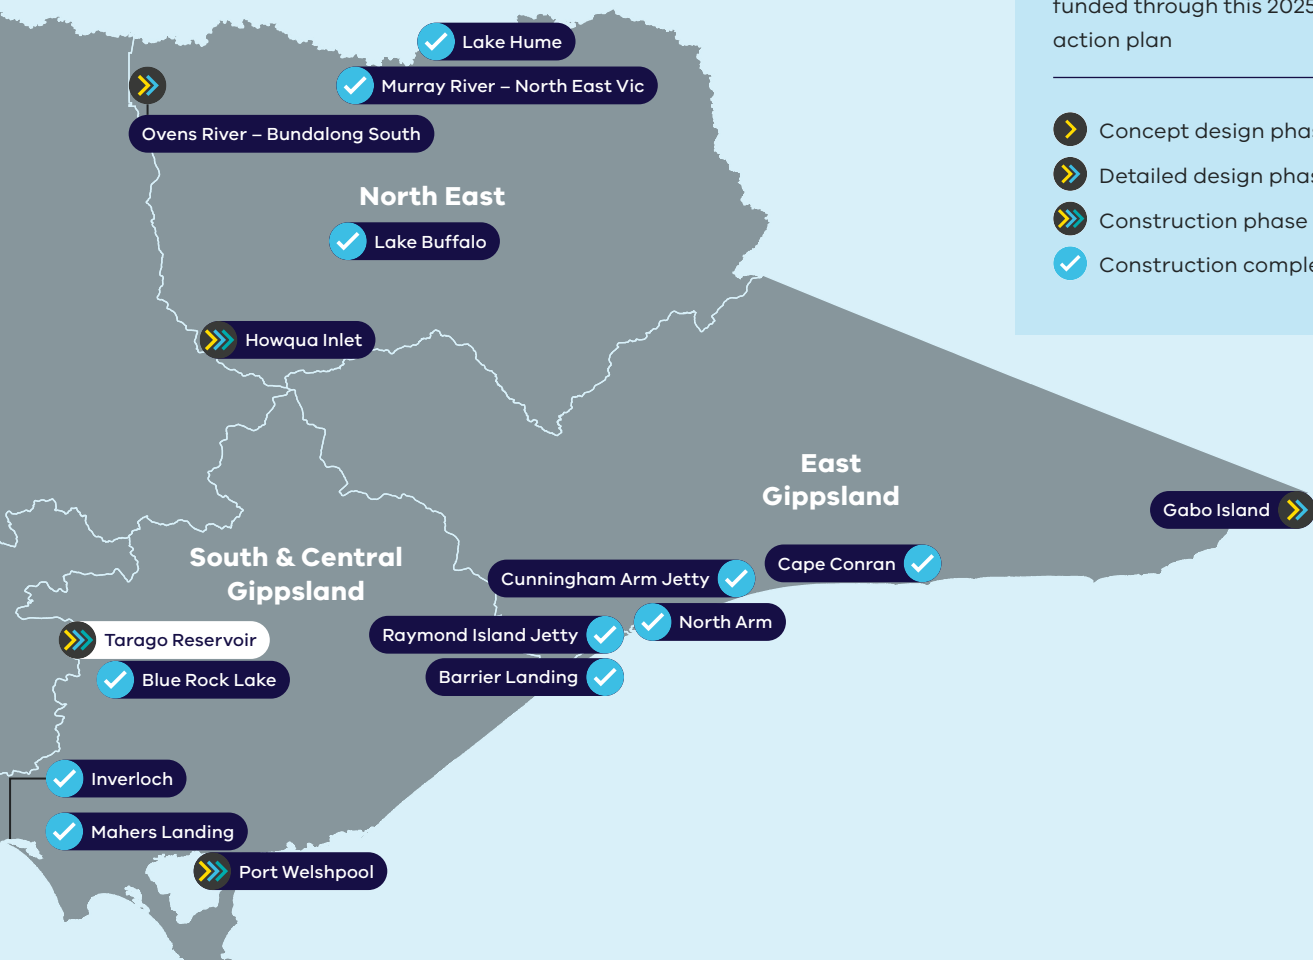 funded through this 2025
action plan
Concept design
Detailed design
Construction phase
Construction
Lake Hume
Murray River – North East Vic
Ovens River – Bundalong South
North East
Lake Buffalo
Howqua Inlet
East
Gippsland
Gabo Island
South & Central
Gippsland
Cunningham Arm Jetty
Cape Conran
Raymond Island Jetty
North Arm
Tarago Reservoir
Blue Rock Lake
Barrier Landing
Inverloch
Mahers Landing
Port Welshpool